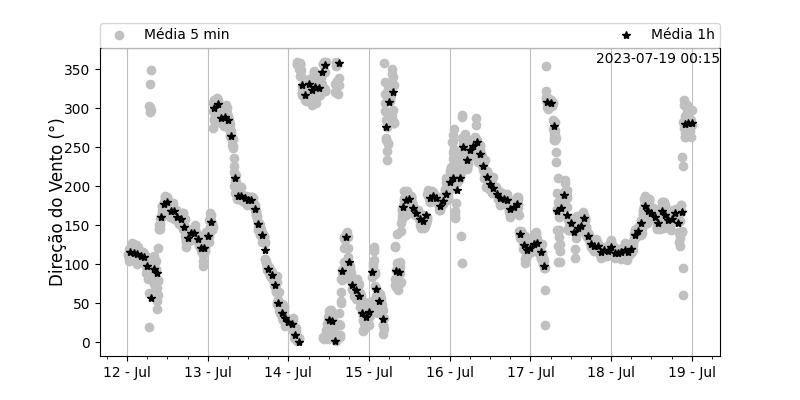 Média 5 min
Média 1h
2023-07-19 00:15
Direção do Vento (°)
350
300
250
200
150
100
50
0
12 - Jul
13 - Jul
14 - Jul
15 - Jul
16 - Jul
17 - Jul
18 - Jul
19 - Jul